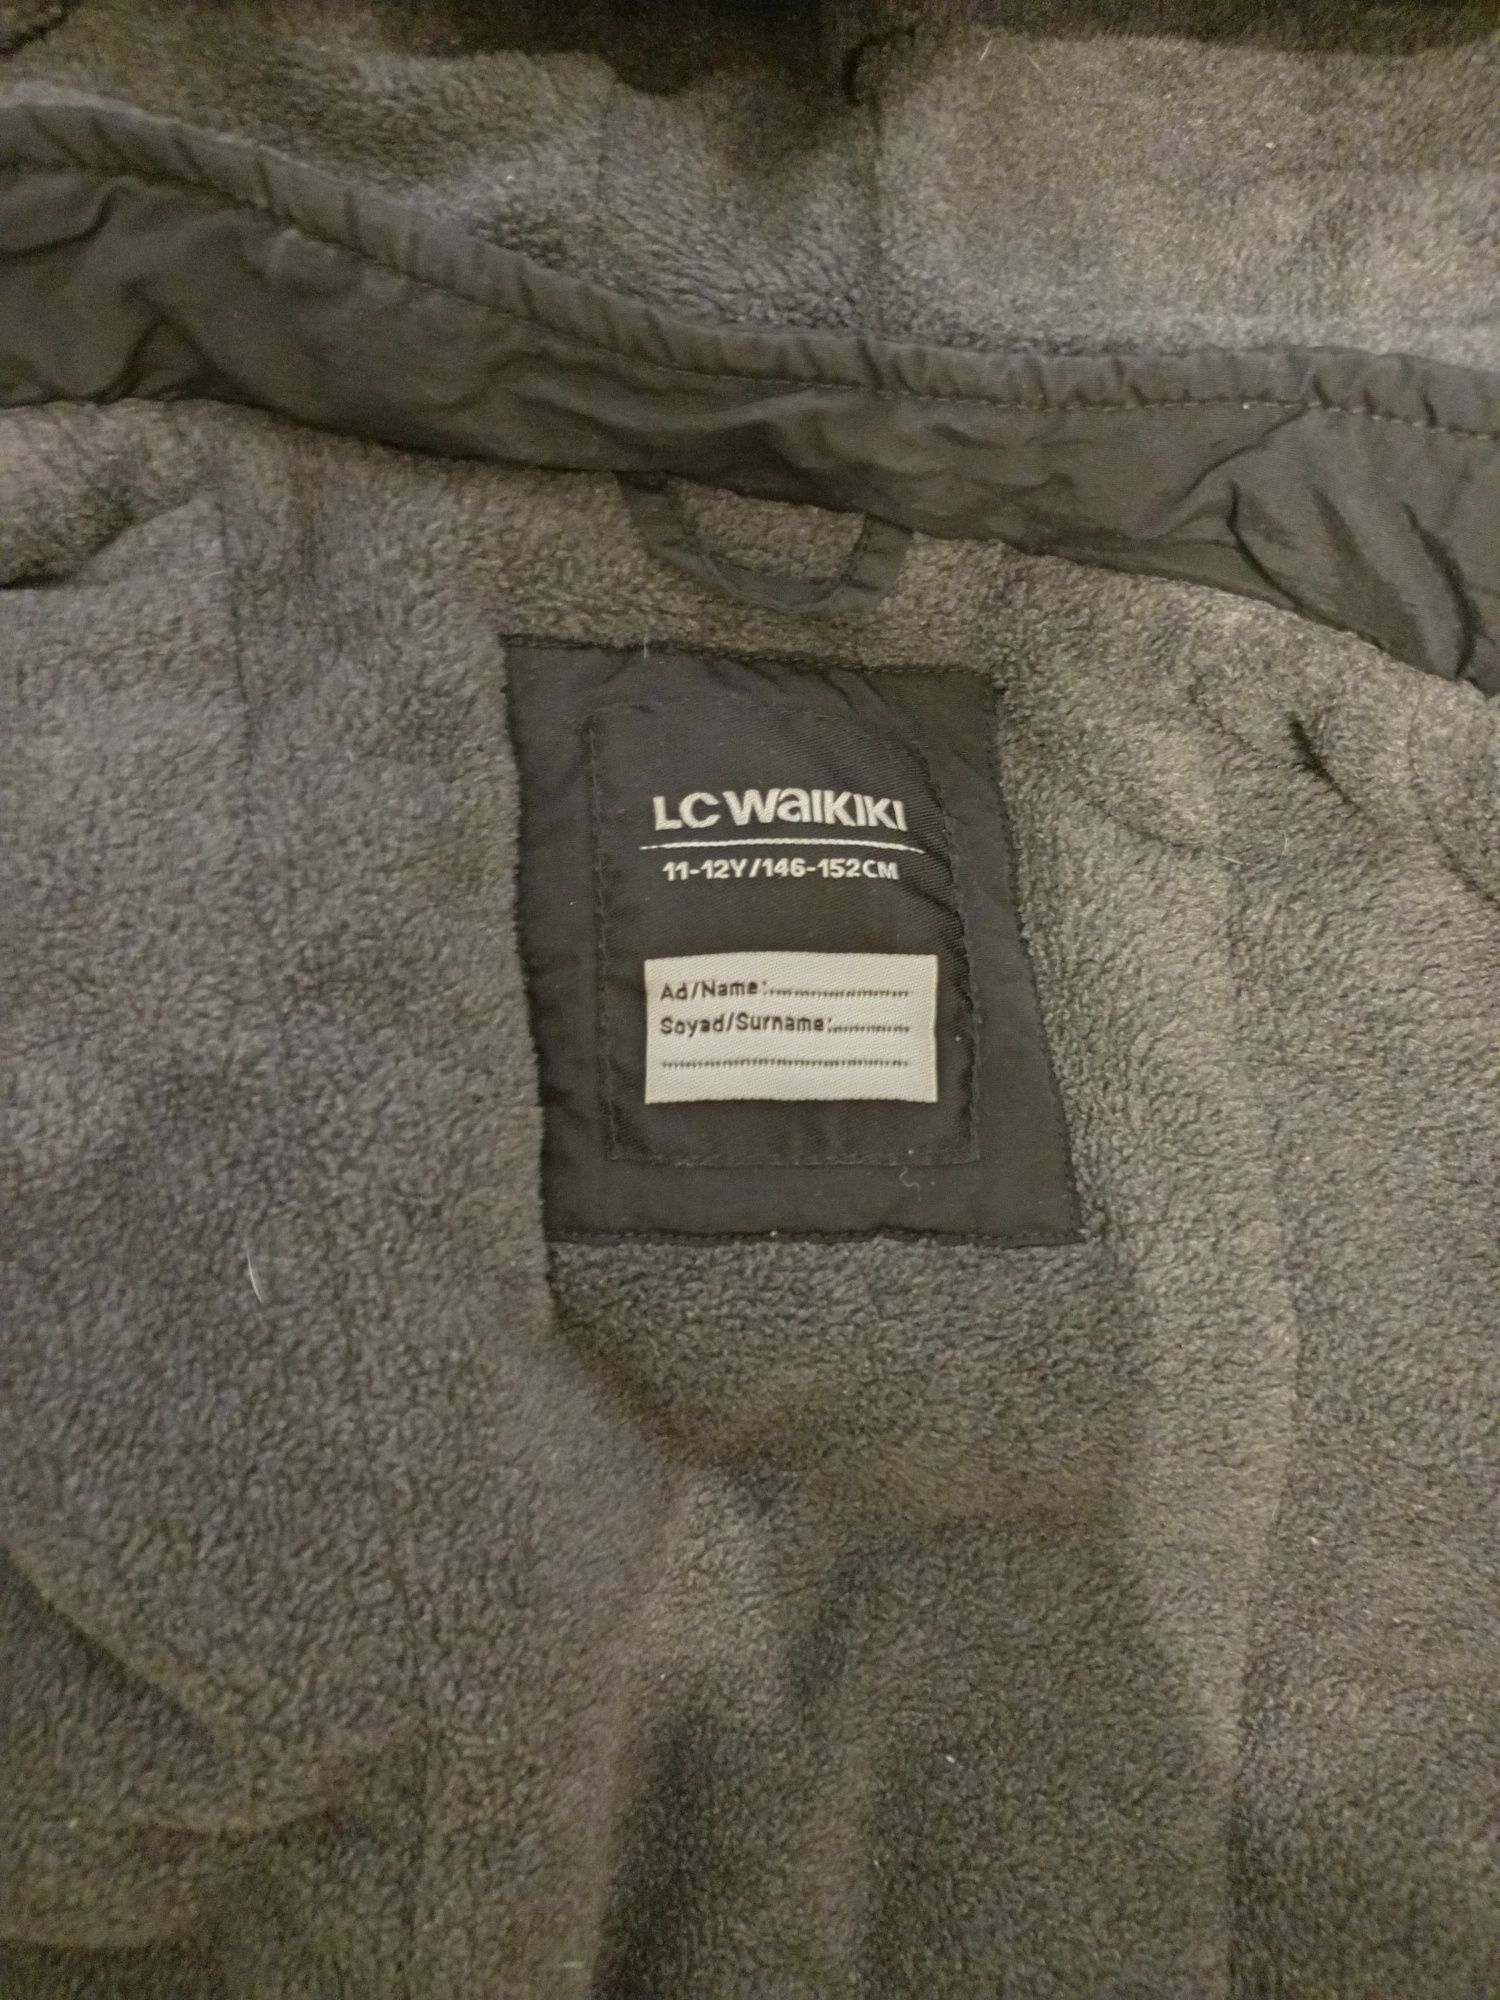 LC WAIKIKI
11-12Y/146-152CM
Ad/Name:....................
Soyad/Surname:............
........................................